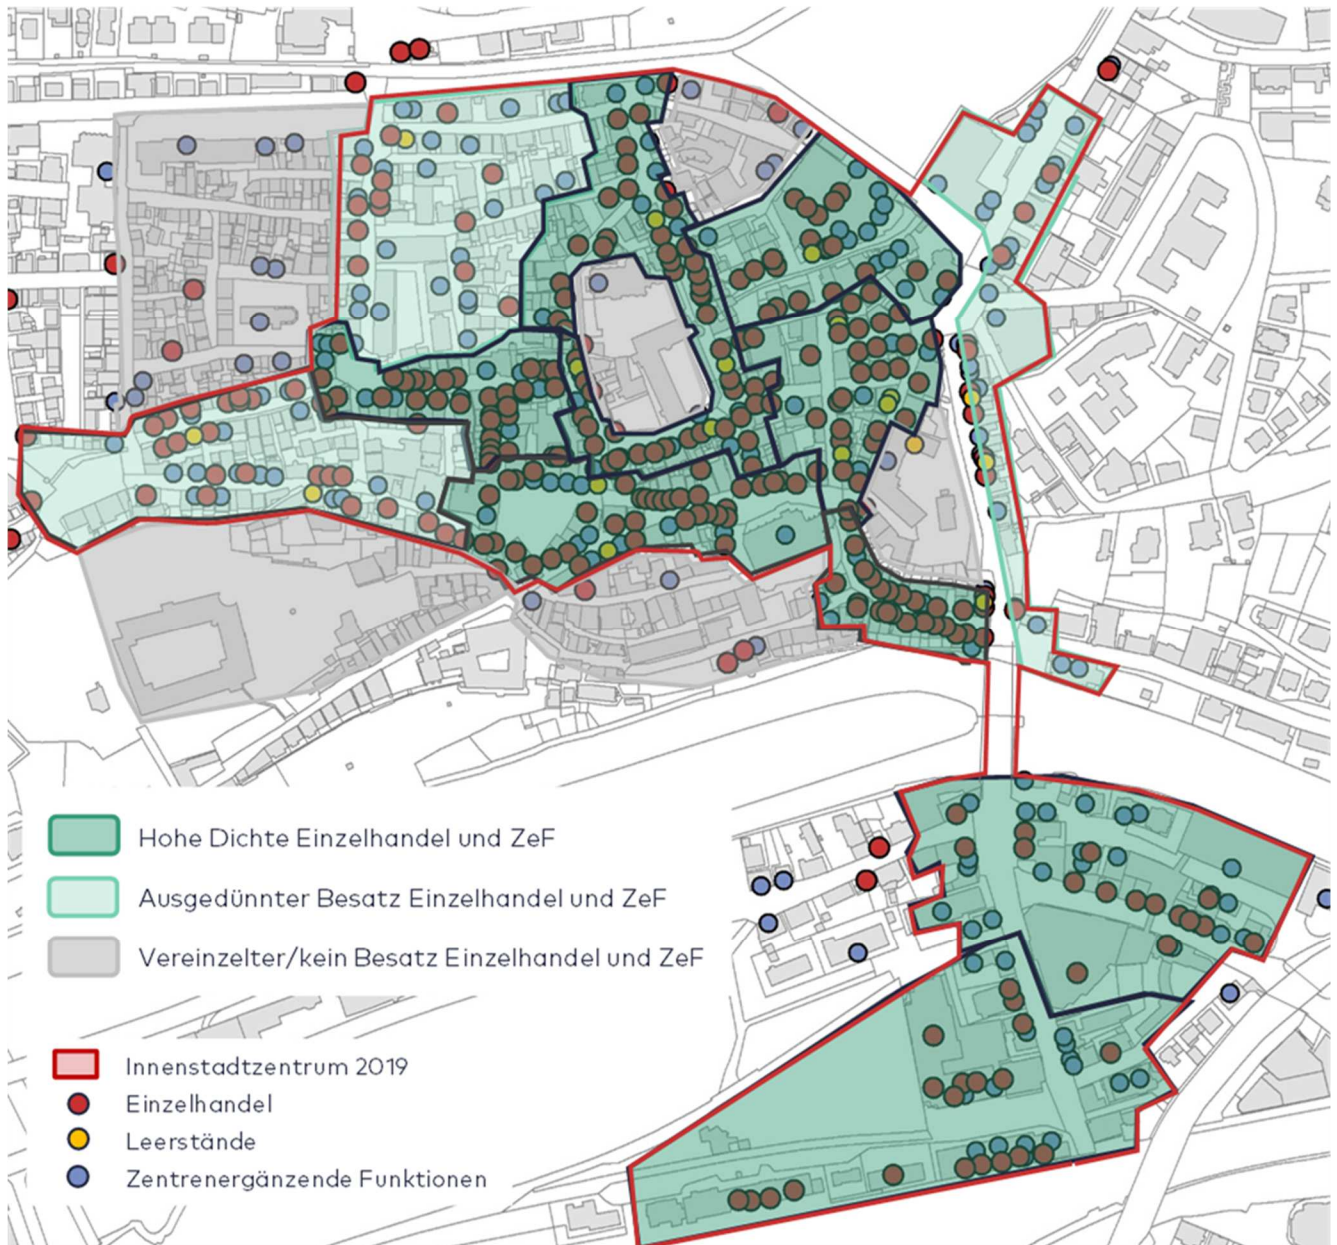 Hohe Dichte Einzelhandel und ZeF
Ausgedünnter Besatz Einzelhandel und ZeF
Vereinzelter/kein Besatz Einzelhandel und ZeF
Innenstadtzentrum 2019
Einzelhandel
Leerstände
Zentrenergänzende Funktionen